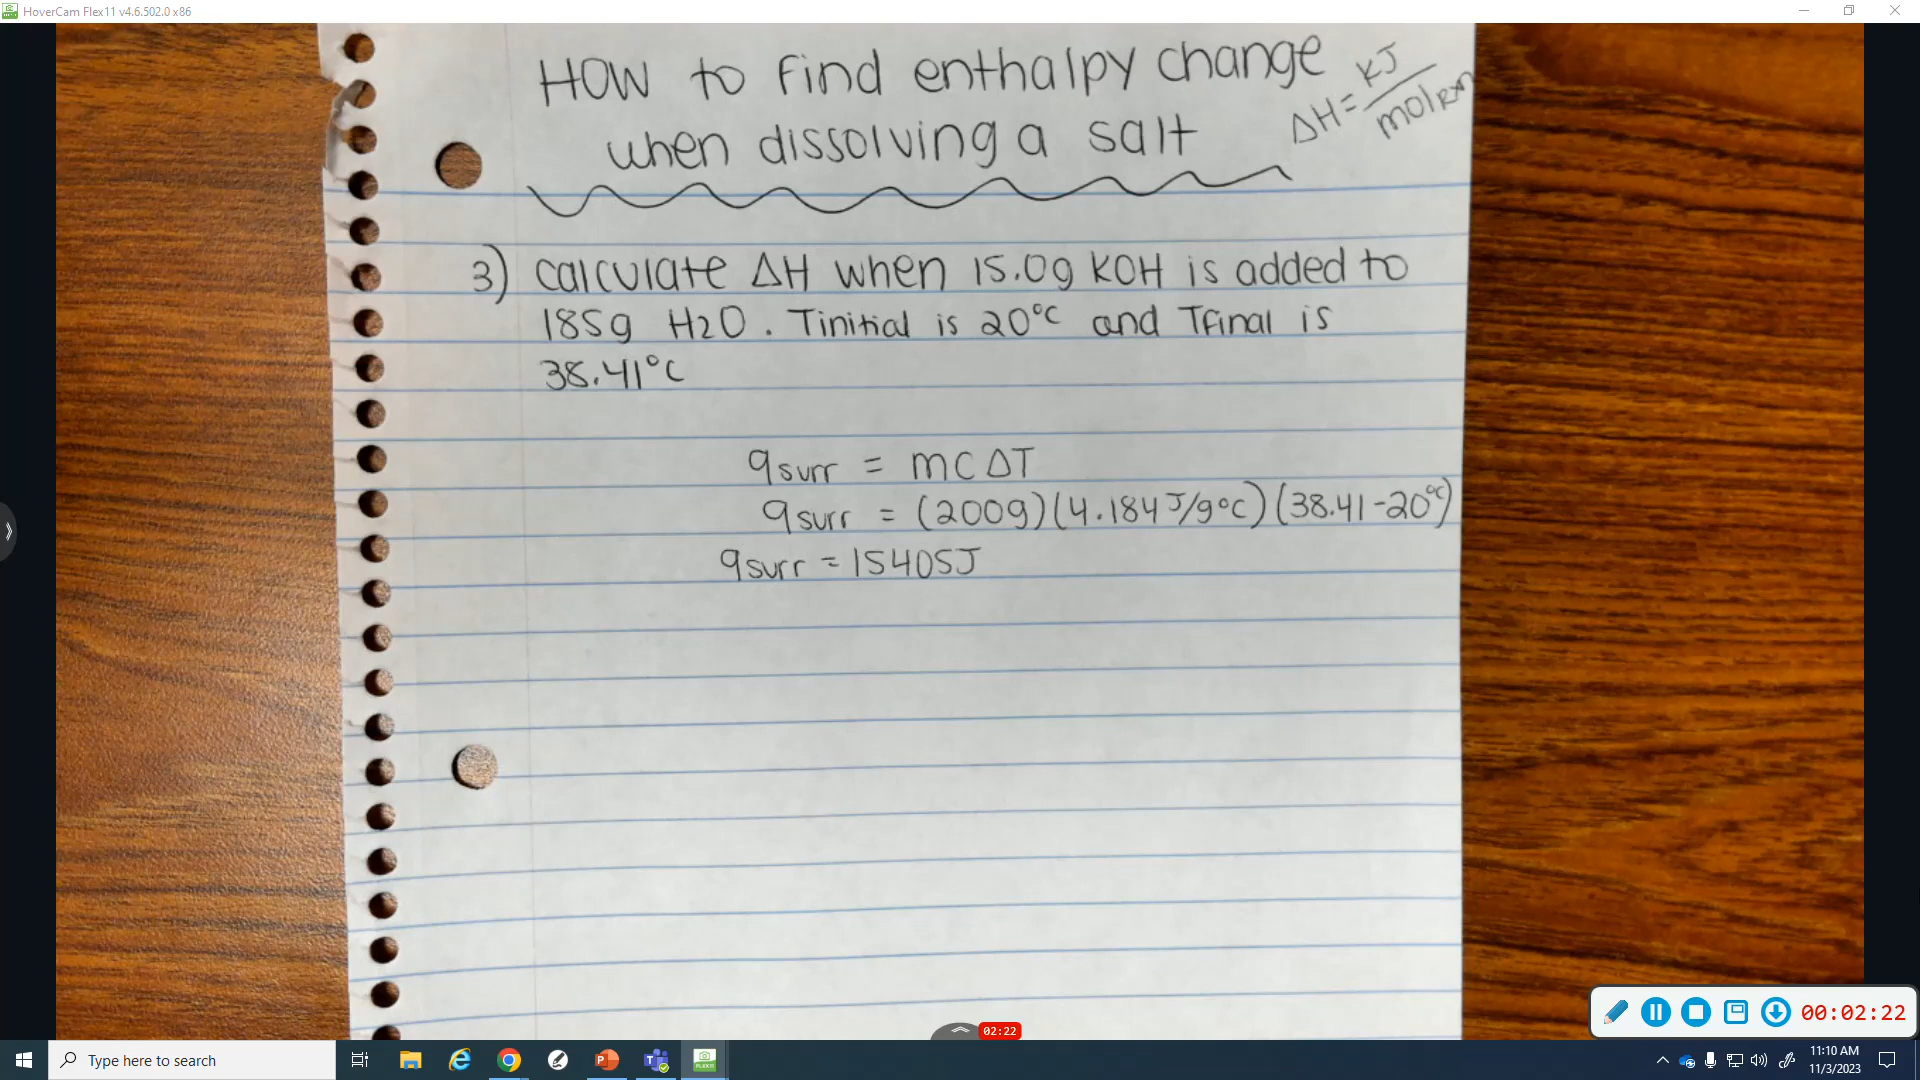 HoverCam Flex11 v4.6.502.0 x86
HOW to find enthalpy change
when dissolving a salt
ΔH = kJ/molrxn
3) calculate ΔH when 15.0g KOH is added to
185g H2O. Tinitial is 20°C and Tfinal is
38.41°C
qsurr = mCΔT
qsurr = (200g)(4.184J/g°C)(38.41-20°C)
qsurr = 15405J
02:22
00:02:22
Type here to search
11:10 AM
11/3/2023